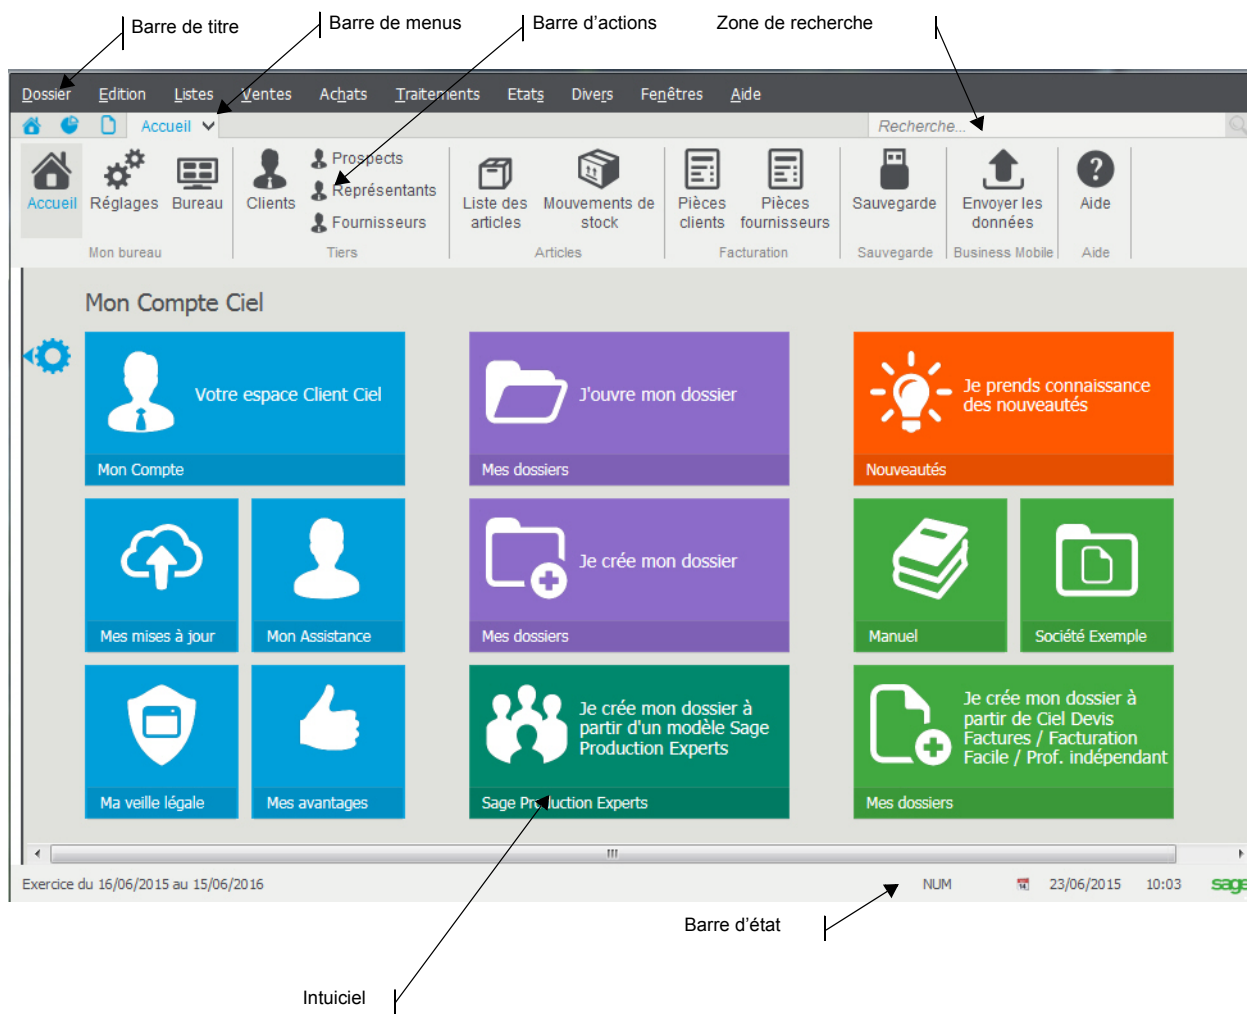 Barre de titre
Barre de menus
Barre d’actions
Zone de recherche
Dossier Edition Listes Ventes Achats Traitements Etats Divers Fenêtres Aide
Accueil
Recherche...
Accueil
Réglages
Bureau
Mon bureau
Clients
Prospects
Représentants
Fournisseurs
Tiers
Liste des
articles
Mouvements de
stock
Articles
Pièces
clients
Pièces
fournisseurs
Facturation
Sauvegarde
Sauvegarde
Envoyer les
données
Business Mobile
Aide
Aide
Mon Compte Ciel
Votre espace Client Ciel
Mon Compte
J'ouvre mon dossier
Mes dossiers
Je prends connaissance
des nouveautés
Nouveautés
Mes mises à jour
Mon Assistance
Je crée mon dossier
Mes dossiers
Manuel
Société Exemple
Ma veille légale
Mes avantages
Je crée mon dossier à
partir d'un modèle Sage
Production Experts
Sage Production Experts
Je crée mon dossier à
partir de Ciel Devis
Factures / Facturation
Facile / Prof. indépendant
Mes dossiers
Exercice du 16/06/2015 au 15/06/2016
NUM
14
23/06/2015
10:03
sage
Barre d’état
Intuiciel